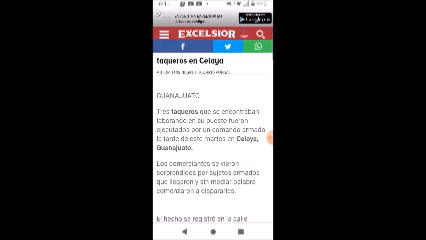 EXCELSIOR
taqueros en Celaya
GUANAJUATO
Tres taqueros que se encontraban
laborando en su puesto fueron
ejecutados por un comando armado
la tarde de este martes en Celaya,
Guanajuato.
Los comerciantes se vieron
sorprendidos por sujetos armados
que llegaron y sin mediar palabra
comenzaron a dispararles.
El hecho se registró en la calle